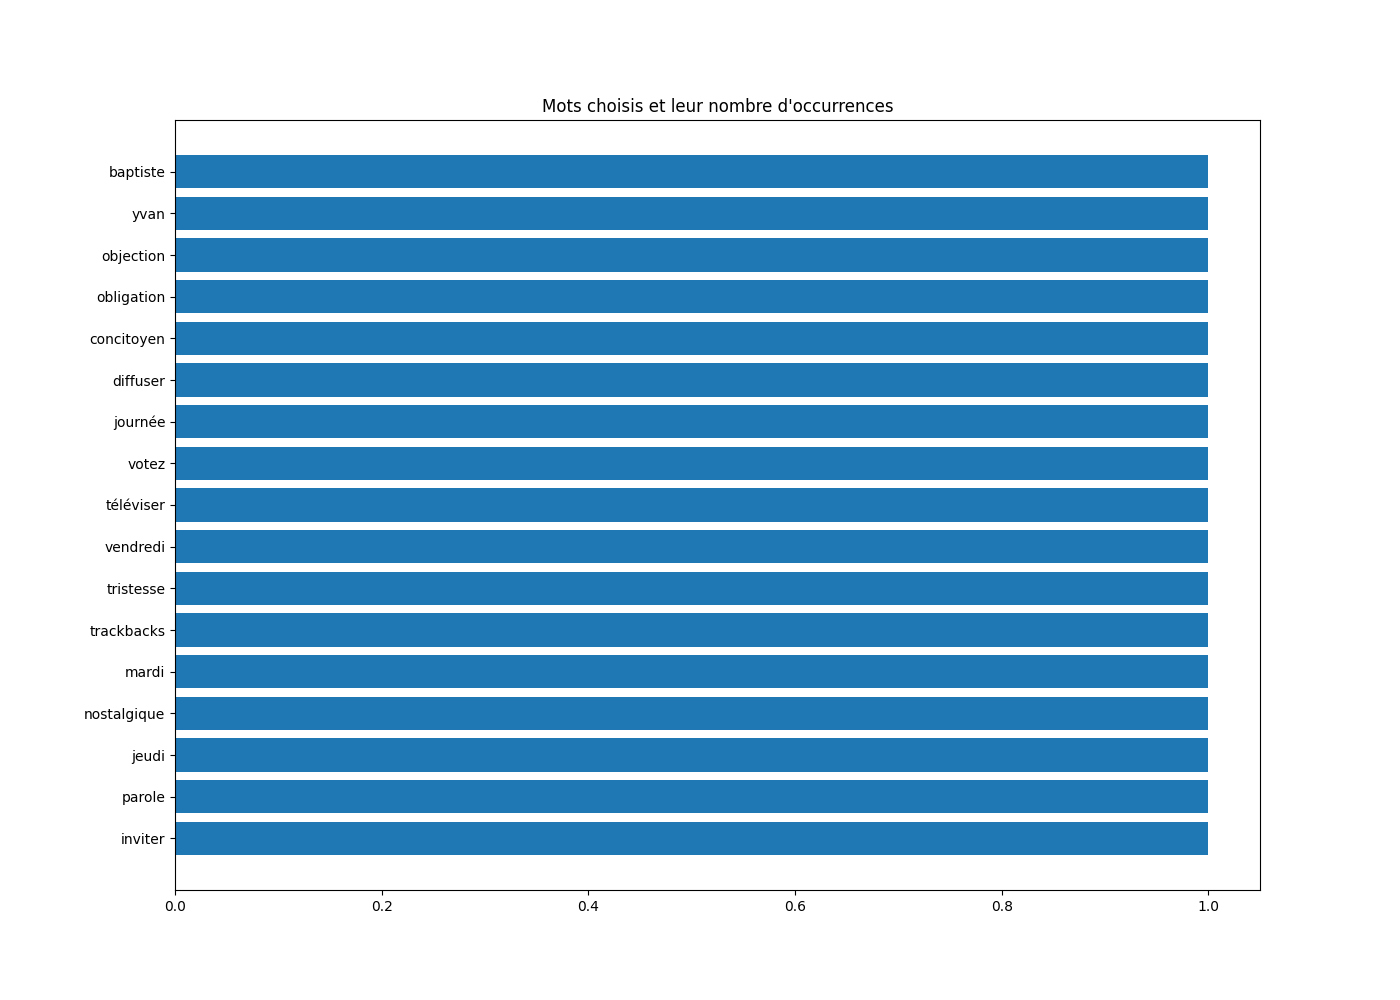 Mots choisis et leur nombre d'occurrences
baptiste
yvan
objection
obligation
concitoyen
diffuser
journée
votez
téléviser
vendredi
tristesse
trackbacks
mardi
nostalgique
jeudi
parole
inviter
0.0 0.2 0.4 0.6 0.8 1.0